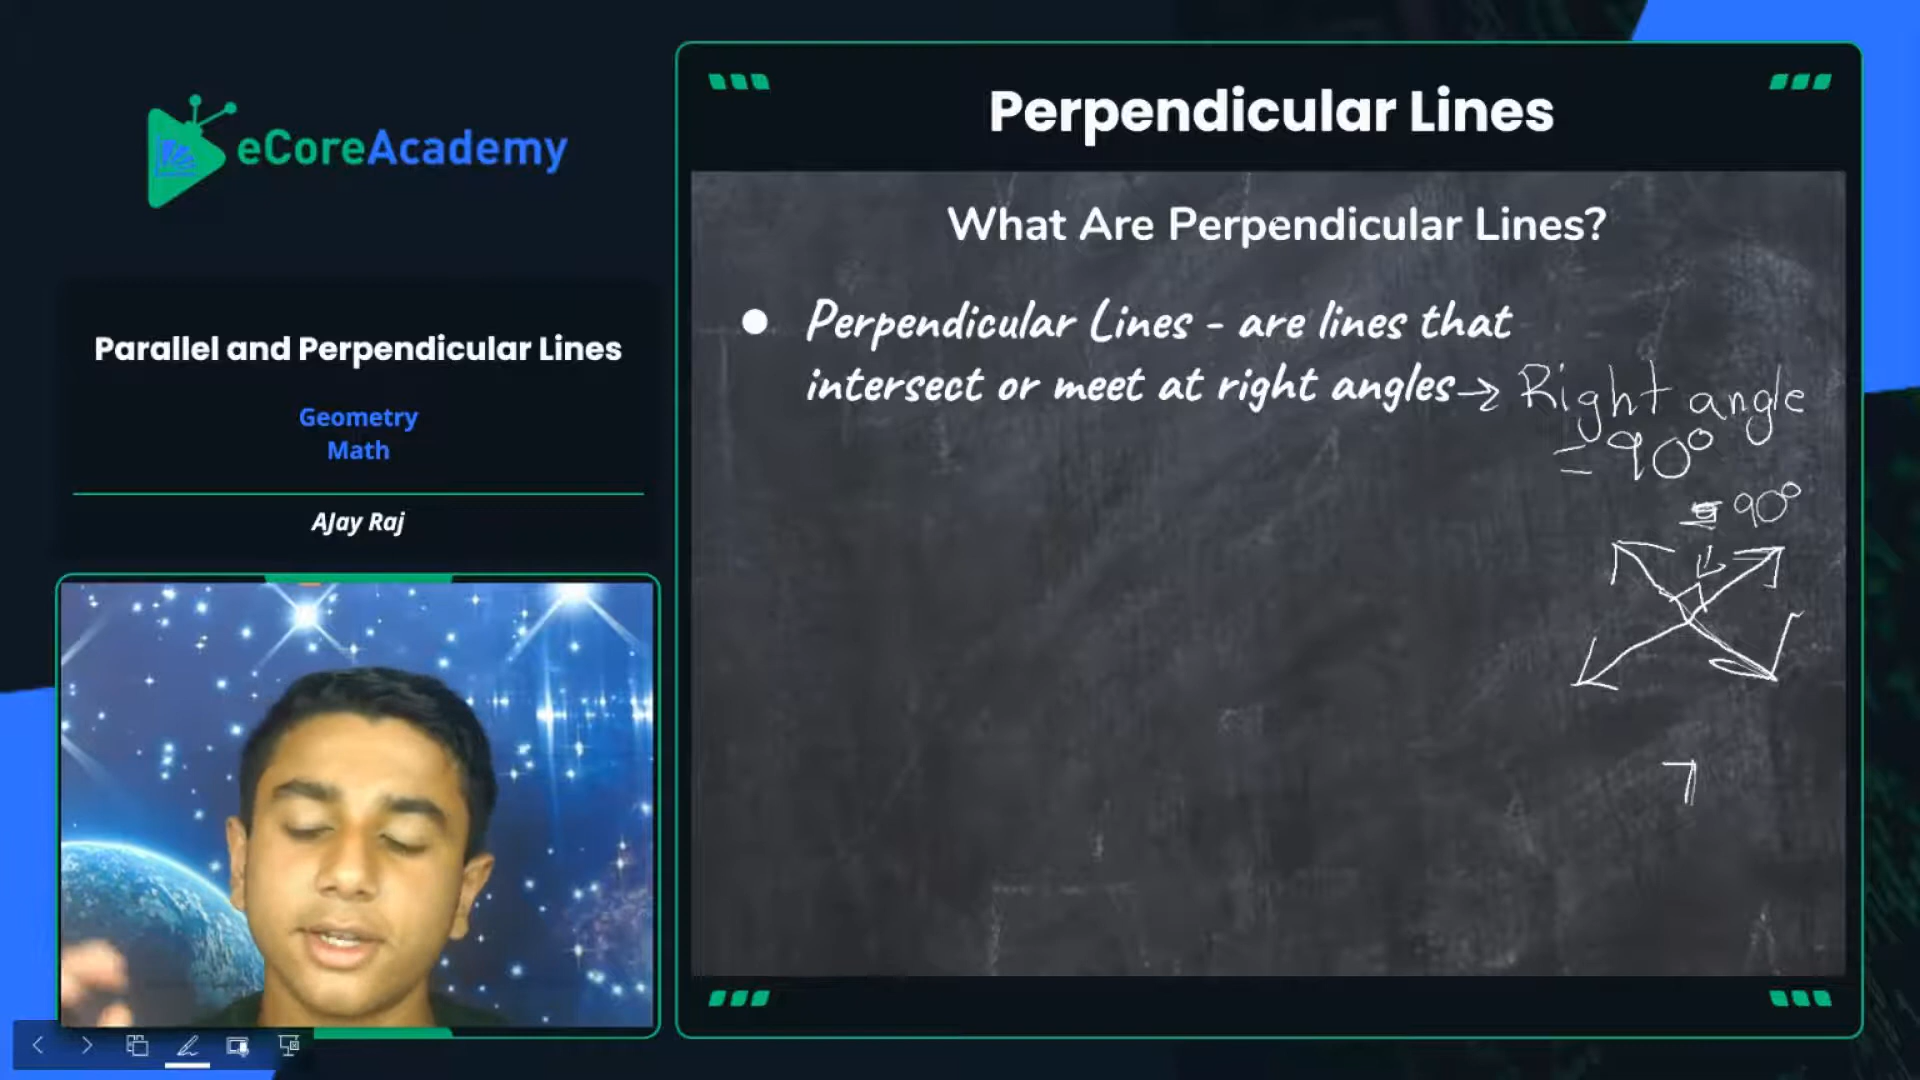 eCoreAcademy
Parallel and Perpendicular Lines
Geometry
Math
AJay Raj
Perpendicular Lines
What Are Perpendicular Lines?
● Perpendicular Lines - are lines that
intersect or meet at right angles → Right angle
= 90°
= 90°